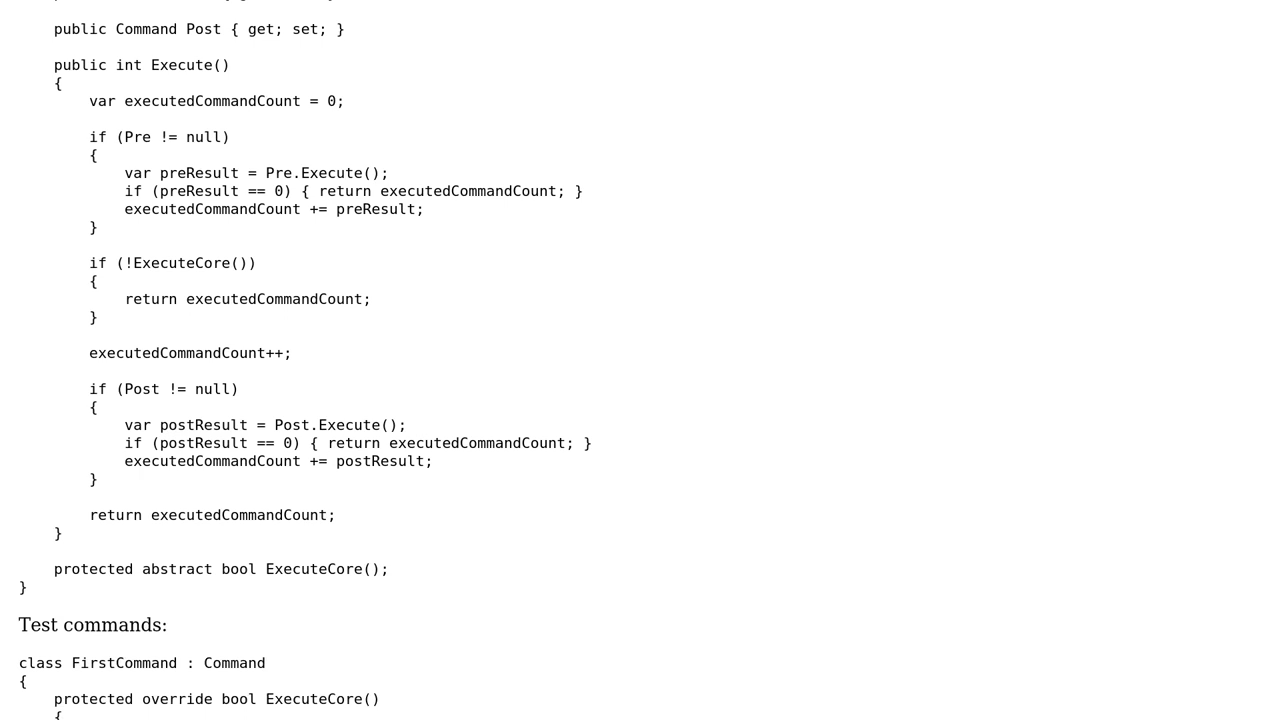 public Command Post { get; set; }
public int Execute()
{
var executedCommandCount = 0;
if (Pre != null)
{
var preResult = Pre.Execute();
if (preResult == 0) { return executedCommandCount; }
executedCommandCount += preResult;
}
if (!ExecuteCore())
{
return executedCommandCount;
}
executedCommandCount++;
if (Post != null)
{
var postResult = Post.Execute();
if (postResult == 0) { return executedCommandCount; }
executedCommandCount += postResult;
}
return executedCommandCount;
}
protected abstract bool ExecuteCore();
}
Test commands:
class FirstCommand : Command
{
protected override bool ExecuteCore()
{